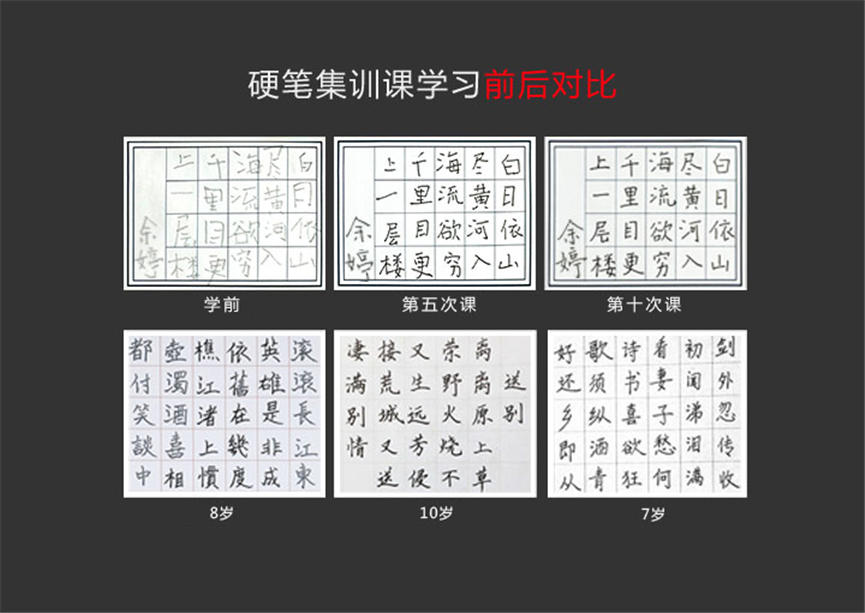 硬笔集训课学习前后对比
白日依山
尽黄河入
海流欲穷
千里目更
上一层楼
余婷
学前
白日依山
尽黄河入
海流欲穷
千里目更
上一层楼
余婷
第五次课
白日依山
尽黄河入
海流欲穷
千里目更
上一层楼
余婷
第十次课
滚滾長江東
英雄是非成
依舊在幾度
樵江渚上慣
壺濁酒喜相
都付笑談中
8岁
送别
离离原上草
荣野火烧不
又生远芳侵
接荒城又送
凄满别情
10岁
剑外忽传收
初闻涕泪满
看妻子愁何
诗书喜欲狂
歌须纵酒青
好还乡即从
7岁